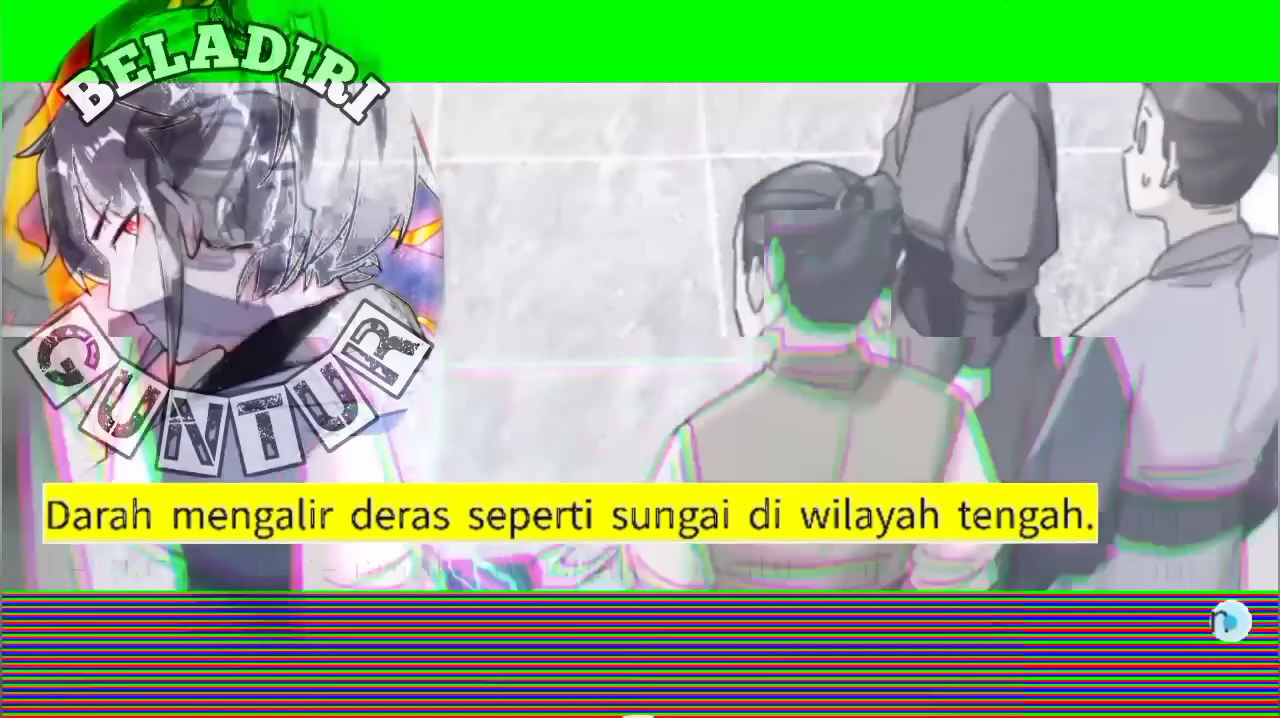 BELADIRI
GUNTUR
Darah mengalir deras seperti sungai di wilayah tengah.